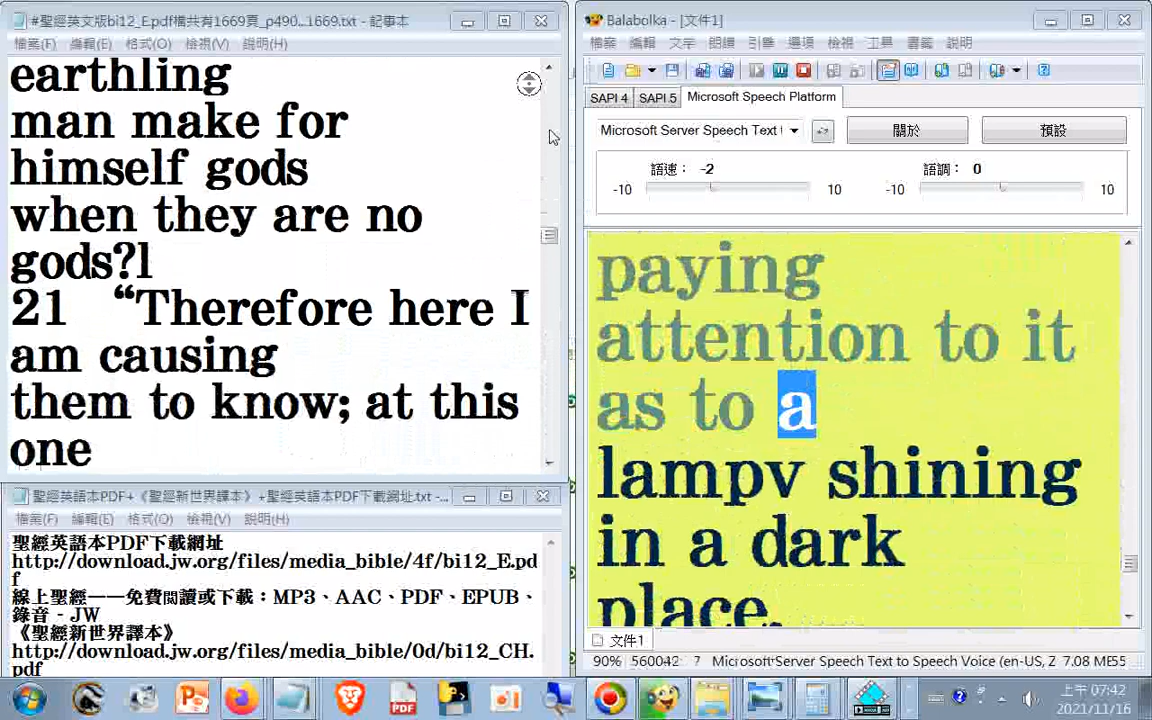 #聖經英文版bi12_E.pdf檔共有1669頁_p490...1669.txt - 記事本
檔案(F) 編輯(E) 格式(O) 檢視(V) 說明(H)
earthling
man make for
himself gods
when they are no
gods?l
21 “Therefore here I
am causing
them to know; at this
one
聖經英語本PDF+《聖經新世界譯本》+聖經英語本PDF下載網址.txt - ...
檔案(F) 編輯(E) 格式(O) 檢視(V) 說明(H)
聖經英語本PDF下載網址
http://download.jw.org/files/media_bible/4f/bi12_E.pd
f
線上聖經——免費閱讀或下載：MP3、AAC、PDF、EPUB、
錄音 - JW
《聖經新世界譯本》
http://download.jw.org/files/media_bible/0d/bi12_CH.
pdf
Balabolka - [文件1]
檔案 編輯 文字 朗讀 引擎 選項 檢視 工具 書籤 說明
SAPI 4 SAPI 5 Microsoft Speech Platform
Microsoft Server Speech Text
關於 預設
語速： -2 語調： 0
-10 10 -10 10
paying
attention to it
as to a
lampv shining
in a dark
place,
文件1
90% 560042 ? Microsoft Server Speech Text to Speech Voice (en-US, Z 7.08 ME55
上午 07:42
2021/11/16